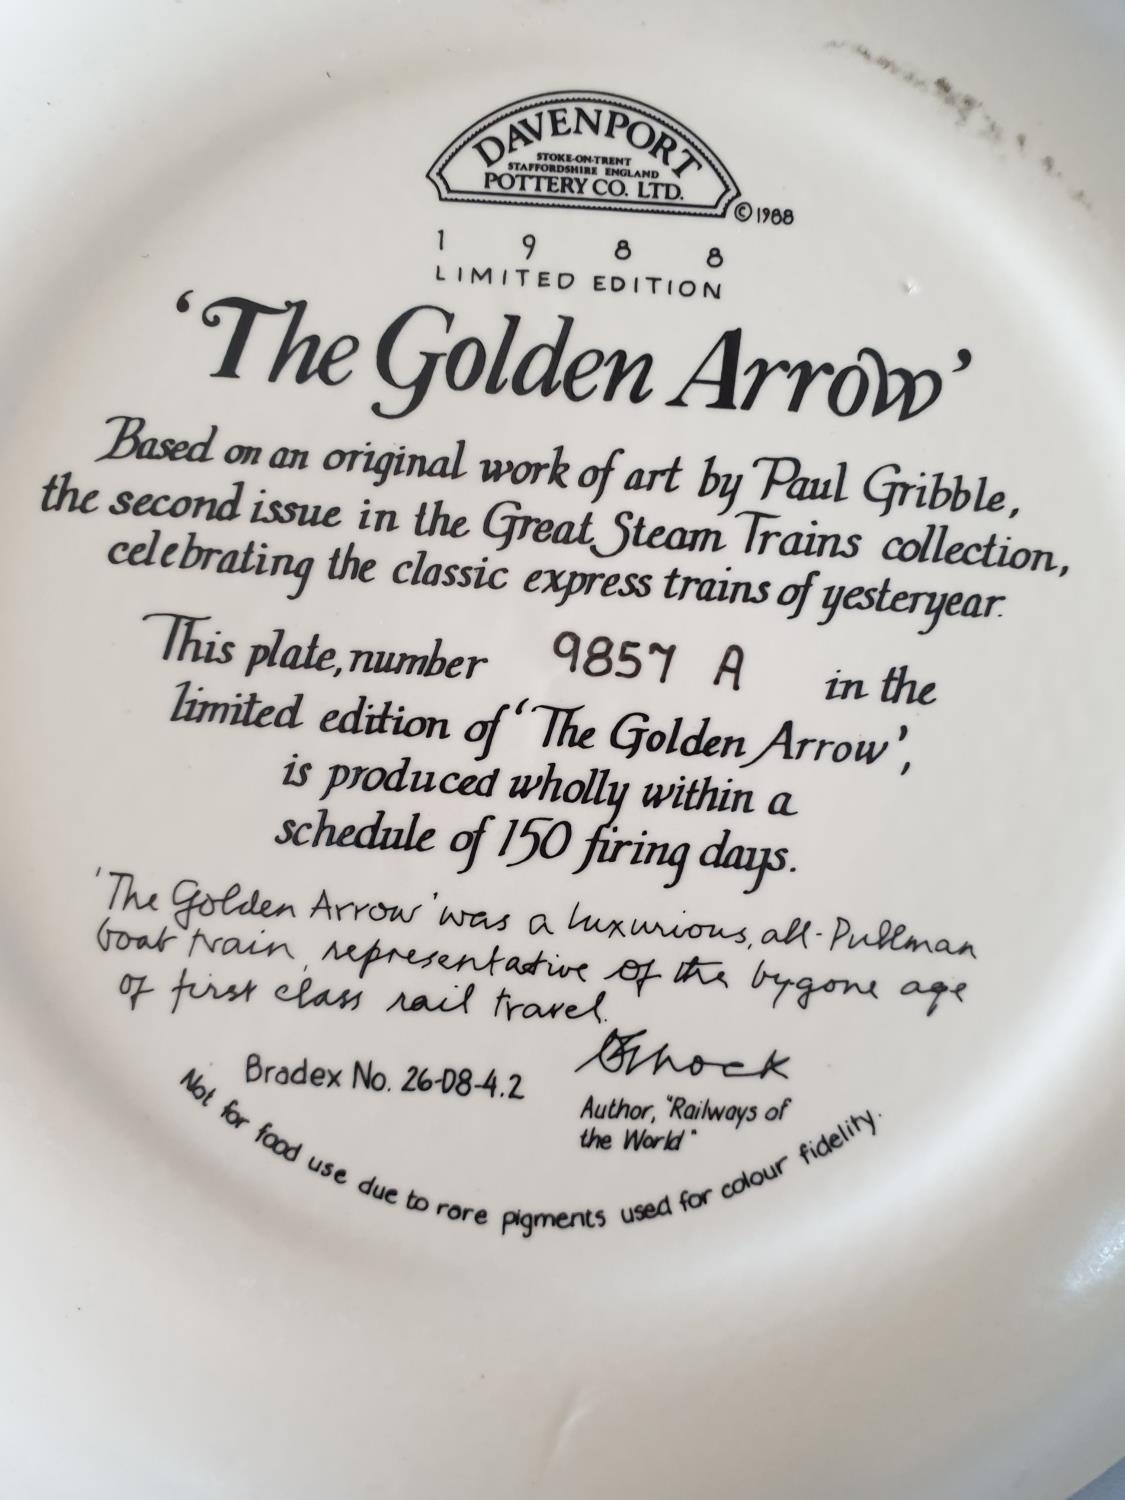 DAVENPORT
STOKE-ON-TRENT
STAFFORDSHIRE ENGLAND
POTTERY CO. LTD.
© 1988
1 9 8 8
LIMITED EDITION
‘The Golden Arrow’
Based on an original work of art by Paul Gribble,
the second issue in the Great Steam Trains collection,
celebrating the classic express trains of yesteryear.
This plate, number 9857 A in the
limited edition of ‘The Golden Arrow’,
is produced wholly within a
schedule of 150 firing days.
'The Golden Arrow' was a luxurious, all-Pullman
boat train, representative of the bygone age
of first class rail travel.
Bradex No. 26-D8-4.2
Author, "Railways of
the World"
Not for food use due to rare pigments used for colour fidelity.